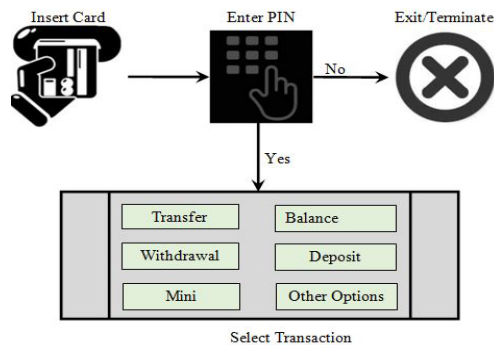 Insert Card
Enter PIN
Exit/Terminate
No
Yes
Transfer
Balance
Withdrawal
Deposit
Mini
Other Options
Select Transaction